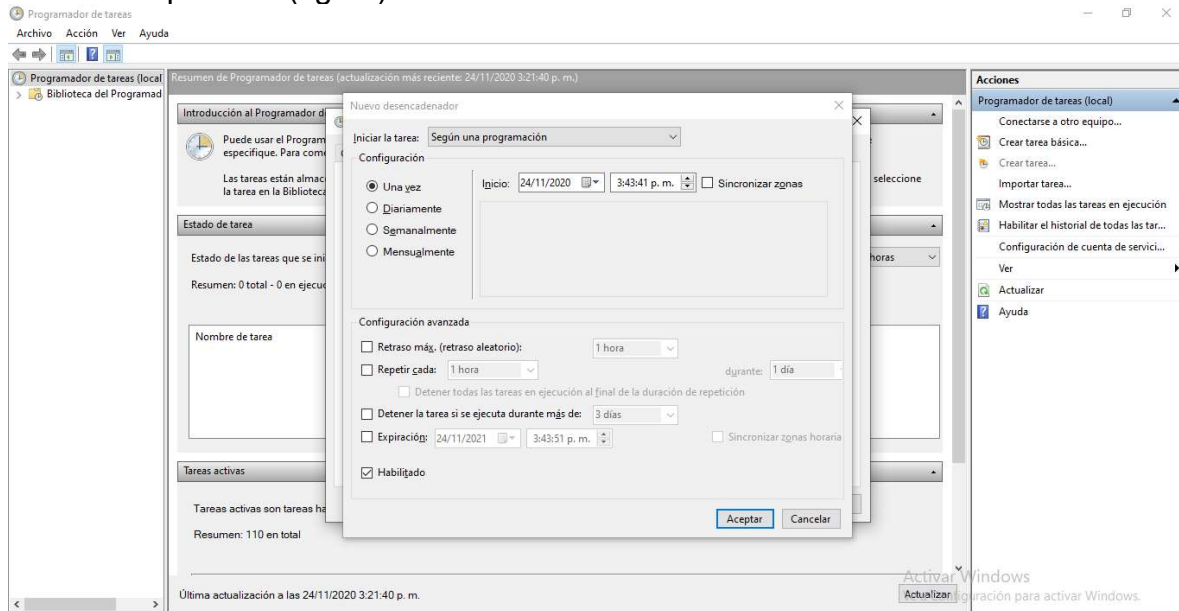 Programador de tareas
Archivo Acción Ver Ayuda
Programador de tareas (local
Biblioteca del Programad
Resumen de Programador de tareas (actualización más reciente: 24/11/2020 3:21:40 p. m.)
Introducción al Programador d
Puede usar el Program
especifique. Para com
Las tareas están almac
seleccione
la tarea en la Biblioteca
Estado de tarea
Estado de las tareas que se ini
horas
Resumen: 0 total - 0 en ejecu
Nombre de tarea
Tareas activas
Tareas activas son tareas ha
Resumen: 110 en total
Última actualización a las 24/11/2020 3:21:40 p. m.
Actualizar
Nuevo desencadenador
Iniciar la tarea: Según una programación
Configuración
Una vez
Diariamente
Semanalmente
Mensualmente
Inicio: 24/11/2020 3:43:41 p. m. Sincronizar zonas
Configuración avanzada
Retraso máx. (retraso aleatorio): 1 hora
Repetir cada: 1 hora durante: 1 día
Detener todas las tareas en ejecución al final de la duración de repetición
Detener la tarea si se ejecuta durante más de: 3 días
Expiración: 24/11/2021 3:43:51 p. m. Sincronizar zonas horaria
Habilitado
Aceptar Cancelar
Acciones
Programador de tareas (local)
Conectarse a otro equipo...
Crear tarea básica...
Crear tarea...
Importar tarea...
Mostrar todas las tareas en ejecución
Habilitar el historial de todas las tar...
Configuración de cuenta de servici...
Ver
Actualizar
Ayuda
Activar Windows
uración para activar Windows.